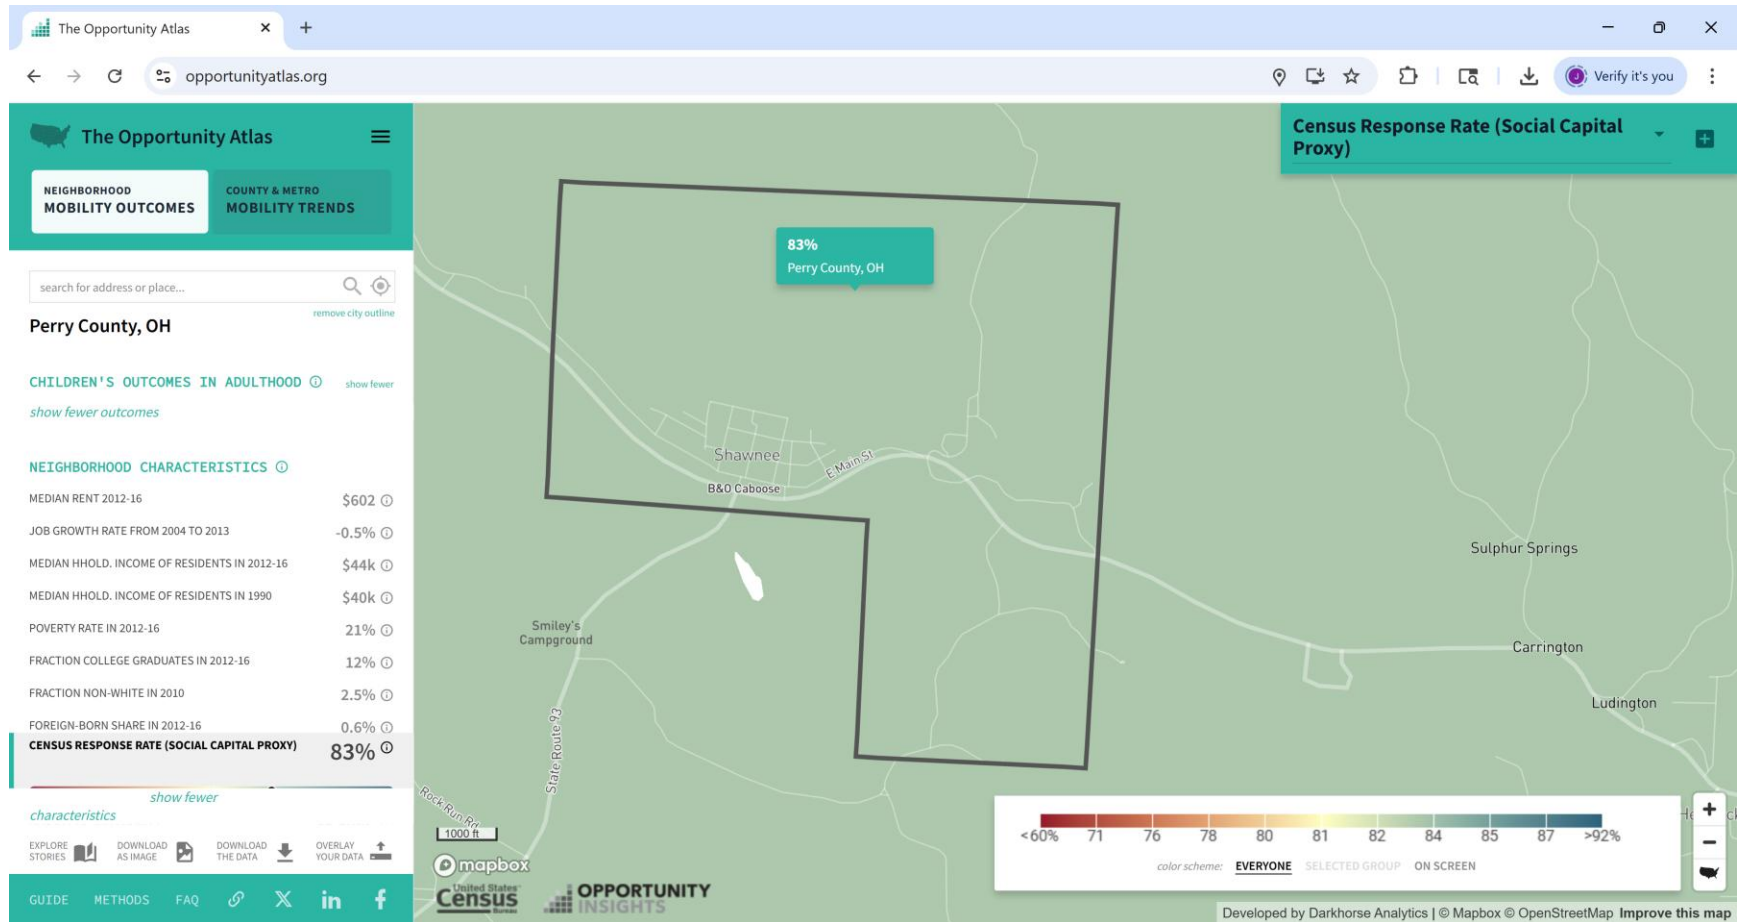 The Opportunity Atlas
opportunityatlas.org
Verify it's you
The Opportunity Atlas
NEIGHBORHOOD
MOBILITY OUTCOMES
COUNTY & METRO
MOBILITY TRENDS
search for address or place...
remove city outline
Perry County, OH
CHILDREN'S OUTCOMES IN ADULTHOOD
show fewer
show fewer outcomes
NEIGHBORHOOD CHARACTERISTICS
MEDIAN RENT 2012-16 $602
JOB GROWTH RATE FROM 2004 TO 2013 -0.5%
MEDIAN HHOLD. INCOME OF RESIDENTS IN 2012-16 $44k
MEDIAN HHOLD. INCOME OF RESIDENTS IN 1990 $40k
POVERTY RATE IN 2012-16 21%
FRACTION COLLEGE GRADUATES IN 2012-16 12%
FRACTION NON-WHITE IN 2010 2.5%
FOREIGN-BORN SHARE IN 2012-16 0.6%
CENSUS RESPONSE RATE (SOCIAL CAPITAL PROXY) 83%
show fewer
characteristics
EXPLORE
STORIES
DOWNLOAD
AS IMAGE
DOWNLOAD
THE DATA
OVERLAY
YOUR DATA
GUIDE METHODS FAQ
Census Response Rate (Social Capital
Proxy)
83%
Perry County, OH
Shawnee
E Main St
B&O Caboose
Sulphur Springs
Smiley's
Campground
Carrington
Ludington
State Route 93
Rock Run Rd
1000 ft
mapbox
United States
Census
Bureau
OPPORTUNITY
INSIGHTS
<60% 71 76 78 80 81 82 84 85 87 >92%
color scheme: EVERYONE SELECTED GROUP ON SCREEN
Developed by Darkhorse Analytics | © Mapbox © OpenStreetMap Improve this map